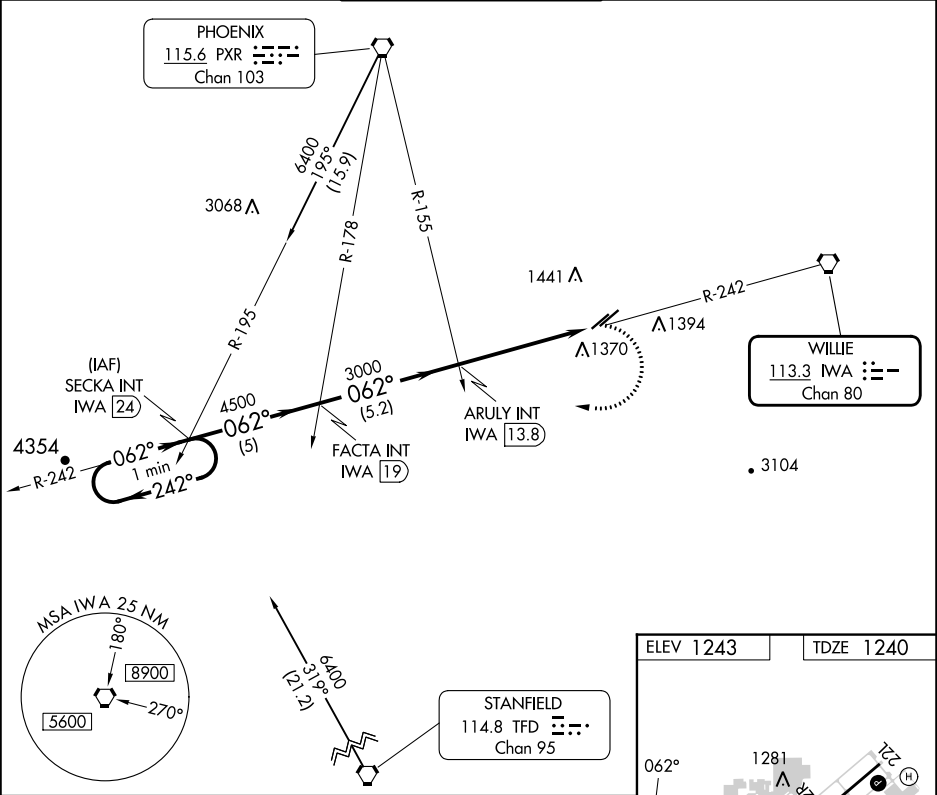 PHOENIX
115.6 PXR
Chan 103
6400
195°
(15.9)
3068
R-178
R-155
R-195
1441
R-242
1394
1370
WILLIE
113.3 IWA
Chan 80
(IAF)
SECKA INT
IWA 24
4500
062°
(5)
3000
062°
(5.2)
ARULY INT
IWA 13.8
FACTA INT
IWA 19
4354
R-242
062°
1 min
242°
3104
MSA IWA 25 NM
180°
8900
270°
5600
6400
319°
(21.2)
STANFIELD
114.8 TFD
Chan 95
ELEV 1243
TDZE 1240
062°
1281
22L
H
P